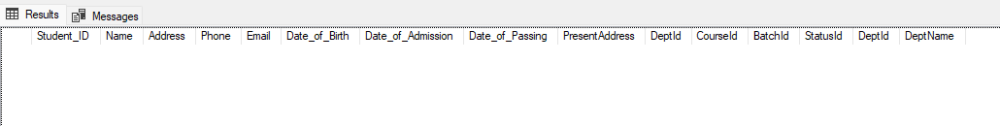 Results Messages
Student_ID Name Address Phone Email Date_of_Birth Date_of_Admission Date_of_Passing PresentAddress DeptId CourseId BatchId StatusId DeptId DeptName